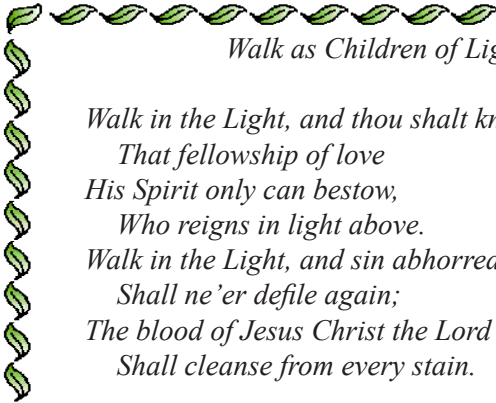 Walk as Children of Lig
Walk in the Light, and thou shalt kn
That fellowship of love
His Spirit only can bestow,
Who reigns in light above.
Walk in the Light, and sin abhorred
Shall ne’er defile again;
The blood of Jesus Christ the Lord
Shall cleanse from every stain.